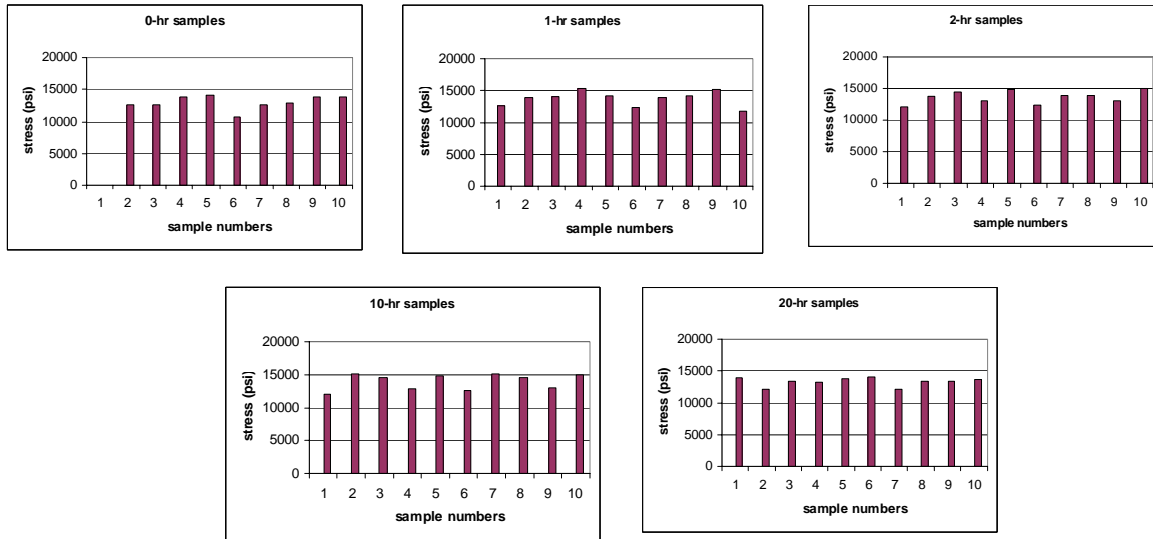 0-hr samples
20000
15000
10000
5000
0
stress (psi)
1 2 3 4 5 6 7 8 9 10
sample numbers
1-hr samples
20000
15000
10000
5000
0
stress (psi)
1 2 3 4 5 6 7 8 9 10
sample numbers
2-hr samples
20000
15000
10000
5000
0
stress (psi)
1 2 3 4 5 6 7 8 9 10
sample numbers
10-hr samples
20000
15000
10000
5000
0
stress (psi)
1 2 3 4 5 6 7 8 9 10
sample numbers
20-hr samples
20000
15000
10000
5000
0
stress (psi)
1 2 3 4 5 6 7 8 9 10
sample numbers